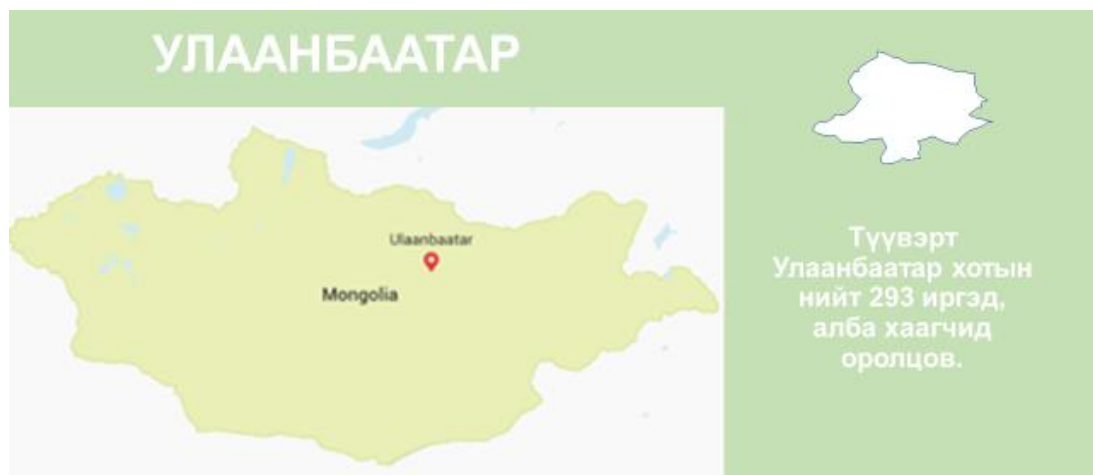 УЛААНБААТАР
Ulaanbaatar
Mongolia
Түүвэрт
Улаанбаатар хотын
нийт 293 иргэд,
алба хаагчид
оролцов.